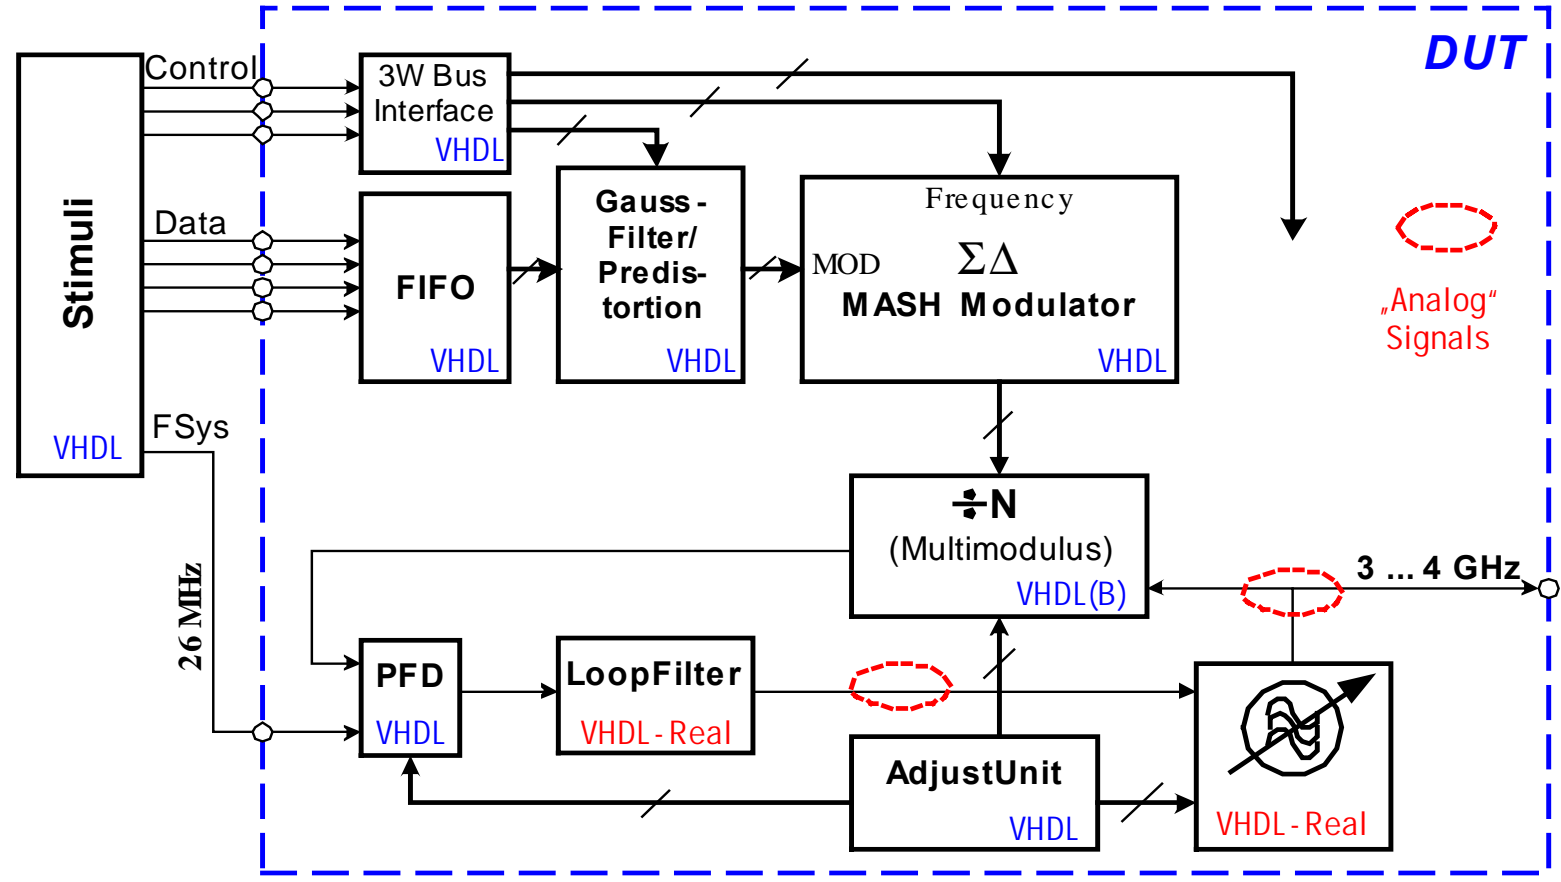 DUT
Control
3W Bus
Interface
VHDL
Stimuli
VHDL
Data
FIFO
VHDL
Gauss-
Filter/
Predis-
tortion
VHDL
Frequency
MOD ΣΔ
MASH Modulator
VHDL
„Analog“
Signals
FSys
26 MHz
÷N
(Multimodulus)
VHDL(B)
3 ... 4 GHz
PFD
VHDL
LoopFilter
VHDL-Real
AdjustUnit
VHDL
VHDL-Real